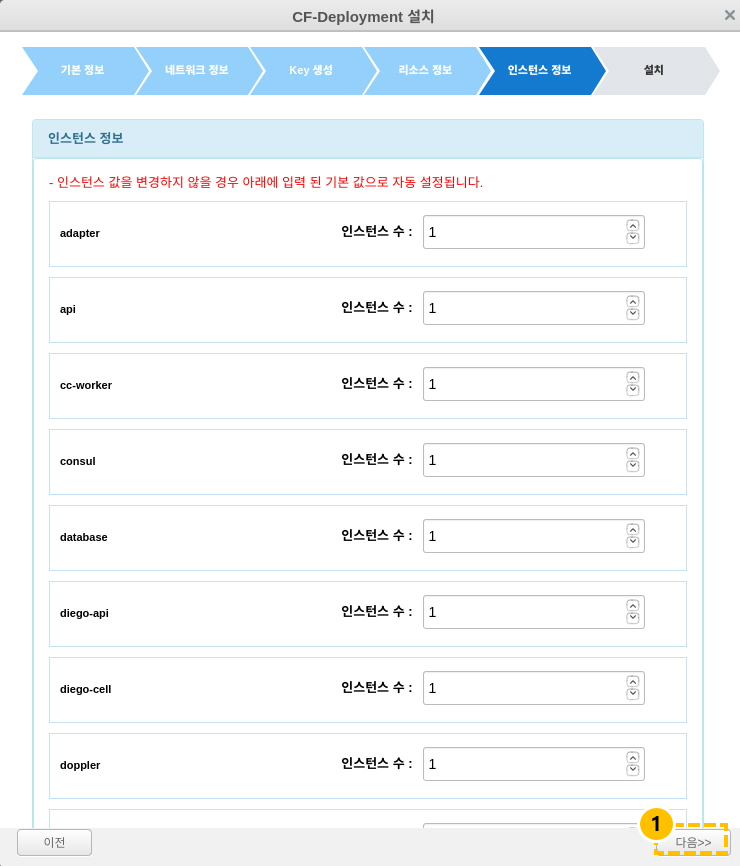 CF-Deployment 설치
기본 정보 네트워크 정보 Key 생성 리소스 정보 인스턴스 정보 설치
인스턴스 정보
- 인스턴스 값을 변경하지 않을 경우 아래에 입력 된 기본 값으로 자동 설정됩니다.
adapter 인스턴스 수 : 1
api 인스턴스 수 : 1
cc-worker 인스턴스 수 : 1
consul 인스턴스 수 : 1
database 인스턴스 수 : 1
diego-api 인스턴스 수 : 1
diego-cell 인스턴스 수 : 1
doppler 인스턴스 수 : 1
1
이전 다음>>